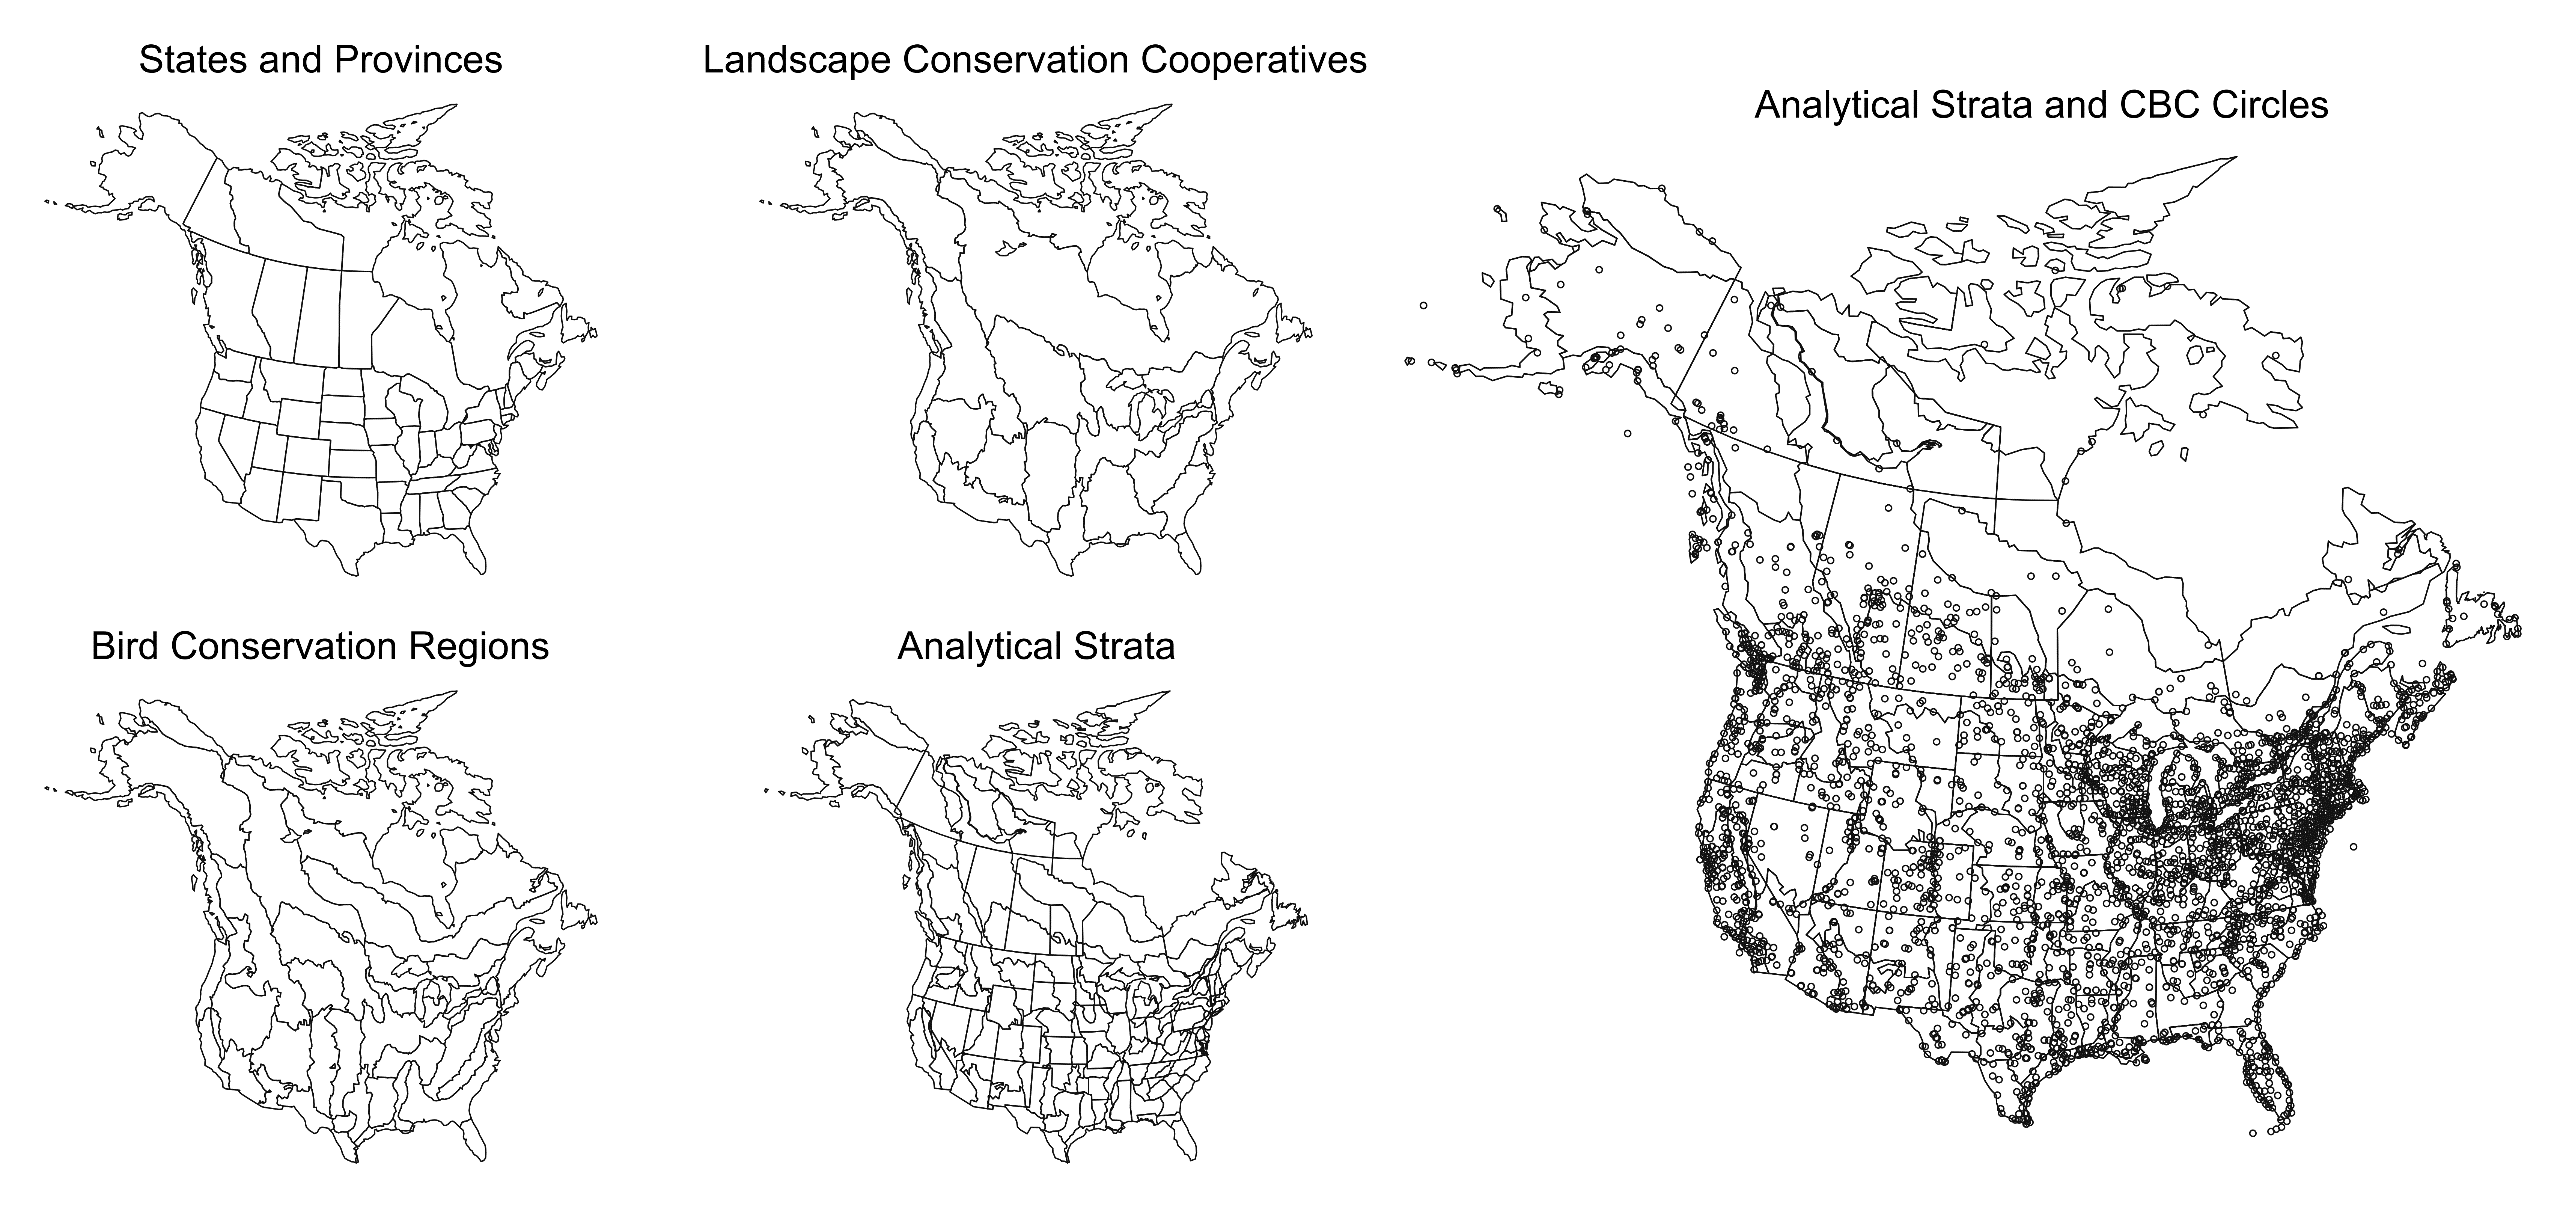 States and Provinces
Landscape Conservation Cooperatives
Analytical Strata and CBC Circles
Bird Conservation Regions
Analytical Strata